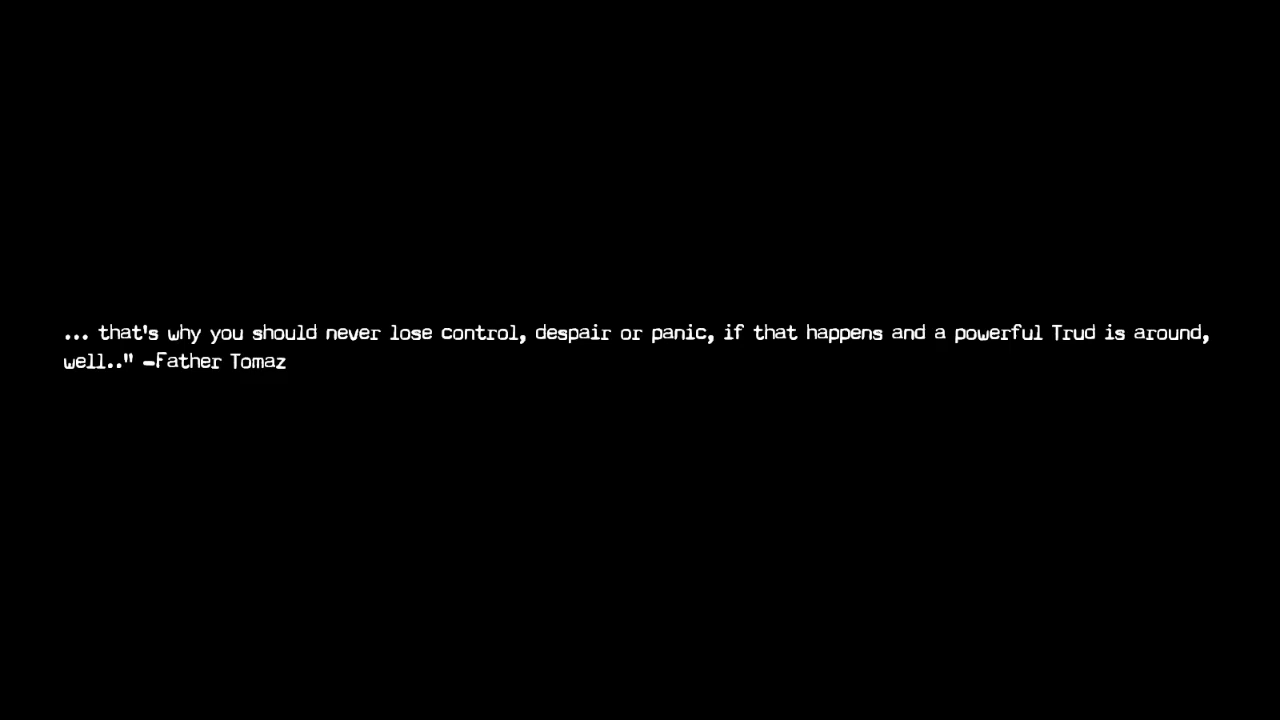 ... that's why you should never lose control, despair or panic, if that happens and a powerful Trud is around,
well.." -Father Tomaz